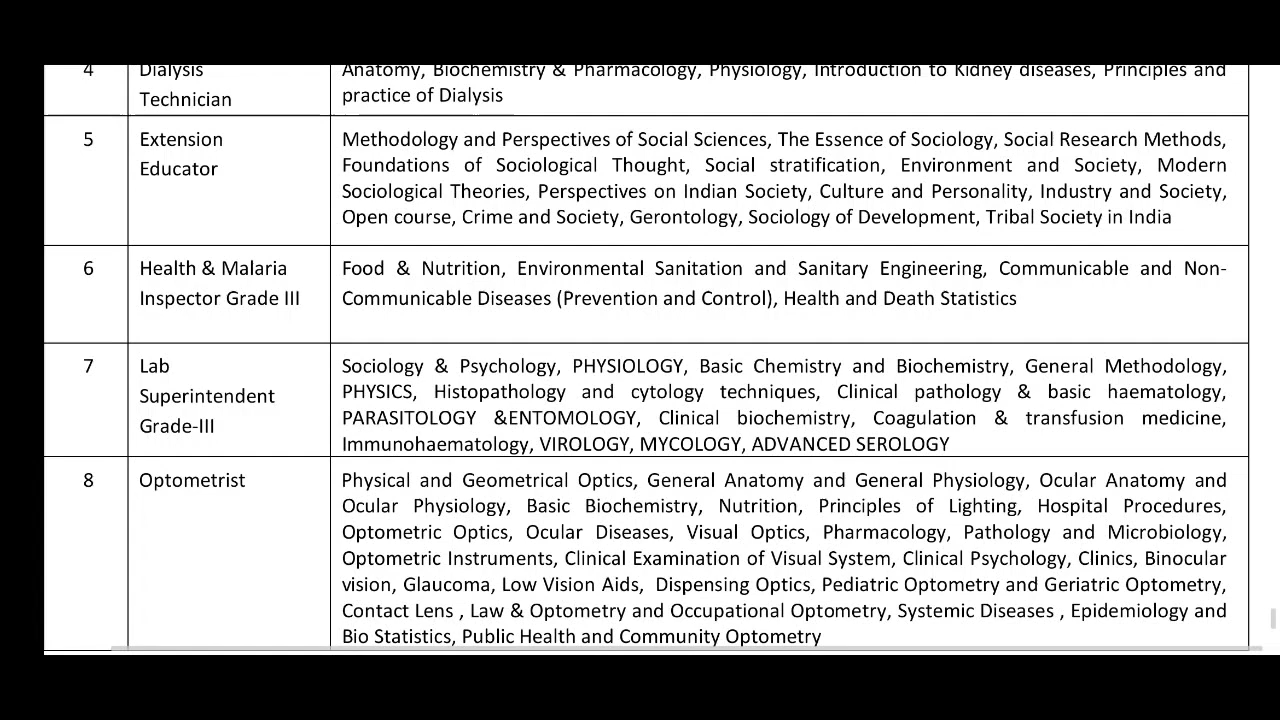 4 Dialysis Anatomy, Biochemistry & Pharmacology, Physiology, Introduction to Kidney diseases, Principles and
Technician practice of Dialysis
5 Extension Methodology and Perspectives of Social Sciences, The Essence of Sociology, Social Research Methods,
Educator Foundations of Sociological Thought, Social stratification, Environment and Society, Modern
Sociological Theories, Perspectives on Indian Society, Culture and Personality, Industry and Society,
Open course, Crime and Society, Gerontology, Sociology of Development, Tribal Society in India
6 Health & Malaria Food & Nutrition, Environmental Sanitation and Sanitary Engineering, Communicable and Non-
Inspector Grade III Communicable Diseases (Prevention and Control), Health and Death Statistics
7 Lab Sociology & Psychology, PHYSIOLOGY, Basic Chemistry and Biochemistry, General Methodology,
Superintendent PHYSICS, Histopathology and cytology techniques, Clinical pathology & basic haematology,
Grade-III PARASITOLOGY &ENTOMOLOGY, Clinical biochemistry, Coagulation & transfusion medicine,
Immunohaematology, VIROLOGY, MYCOLOGY, ADVANCED SEROLOGY
8 Optometrist Physical and Geometrical Optics, General Anatomy and General Physiology, Ocular Anatomy and
Ocular Physiology, Basic Biochemistry, Nutrition, Principles of Lighting, Hospital Procedures,
Optometric Optics, Ocular Diseases, Visual Optics, Pharmacology, Pathology and Microbiology,
Optometric Instruments, Clinical Examination of Visual System, Clinical Psychology, Clinics, Binocular
vision, Glaucoma, Low Vision Aids, Dispensing Optics, Pediatric Optometry and Geriatric Optometry,
Contact Lens , Law & Optometry and Occupational Optometry, Systemic Diseases , Epidemiology and
Bio Statistics, Public Health and Community Optometry